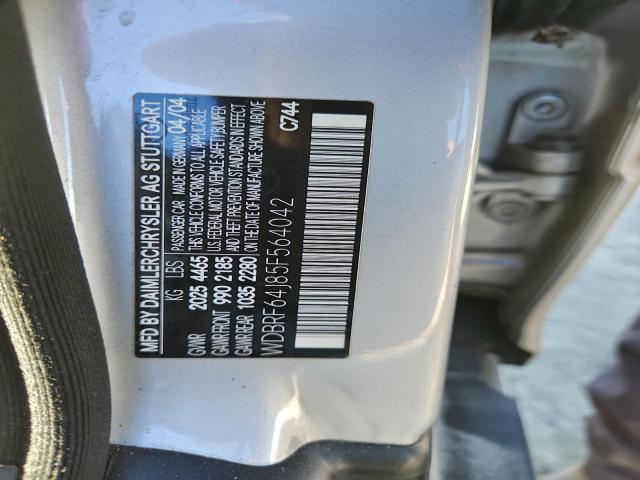 MFD BY DAIMLERCHRYSLER AG STUTTGART
KG LBS PASSENGER CAR MADE IN GERMANY 04/04
GVWR 2025 4465 THIS VEHICLE CONFORMS TO ALL APPLICABLE
GAWR FRONT 990 2185 U.S. FEDERAL MOTOR VEHICLE SAFETY BUMPER
GAWR REAR 1035 2280 AND THEFT PREVENTION STANDARDS IN EFFECT
ON THE DATE OF MANUFACTURE SHOWN ABOVE
WDBRF64J85F564042 C744